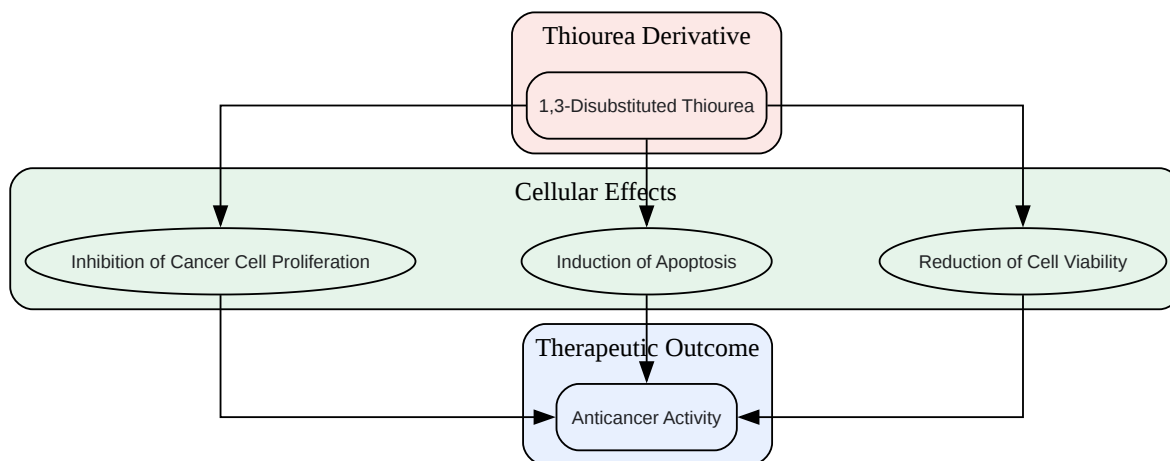 Thiourea Derivative
1,3-Disubstituted Thiourea
Cellular Effects
Inhibition of Cancer Cell Proliferation
Induction of Apoptosis
Reduction of Cell Viability
Therapeutic Outcome
Anticancer Activity